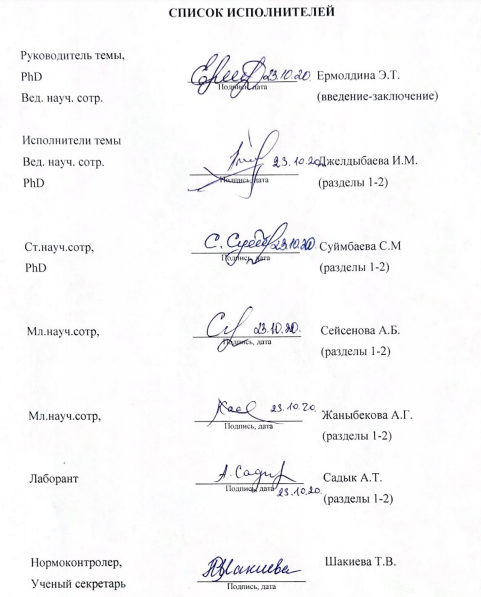 СПИСОК ИСПОЛНИТЕЛЕЙ
Руководитель темы,
PhD 23.10.20. Ермолдина Э.Т.
Подпись, дата
Вед. науч. сотр. (введение-заключение)
Исполнители темы
Вед. науч. сотр. 23.10.20 Джелдыбаева И.М.
Подпись, дата
PhD (разделы 1-2)
Ст.науч.сотр, 23.10.20. Суймбаева С.М
Подпись, дата
PhD (разделы 1-2)
Мл.науч.сотр, 23.10.20. Сейсенова А.Б.
Подпись, дата
(разделы 1-2)
Мл.науч.сотр, 23.10.20. Жаныбекова А.Г.
Подпись, дата
(разделы 1-2)
Лаборант А.Садық Садык А.Т.
Подпись, дата
23.10.20. (разделы 1-2)
Нормоконтролер, Шакиева Т.В.
Ученый секретарь
Подпись, дата